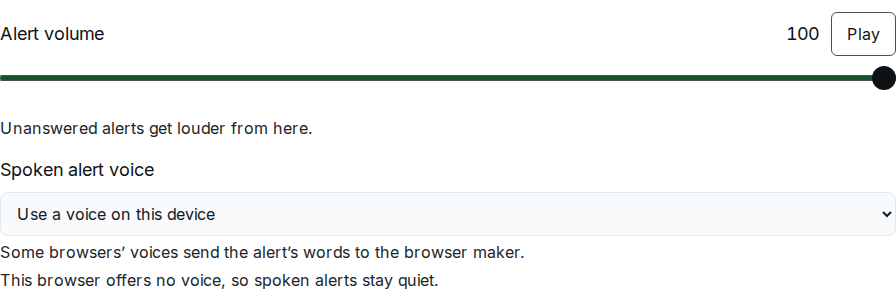 Alert volume 100 Play
Unanswered alerts get louder from here.
Spoken alert voice
Use a voice on this device
Some browsers’ voices send the alert’s words to the browser maker.
This browser offers no voice, so spoken alerts stay quiet.